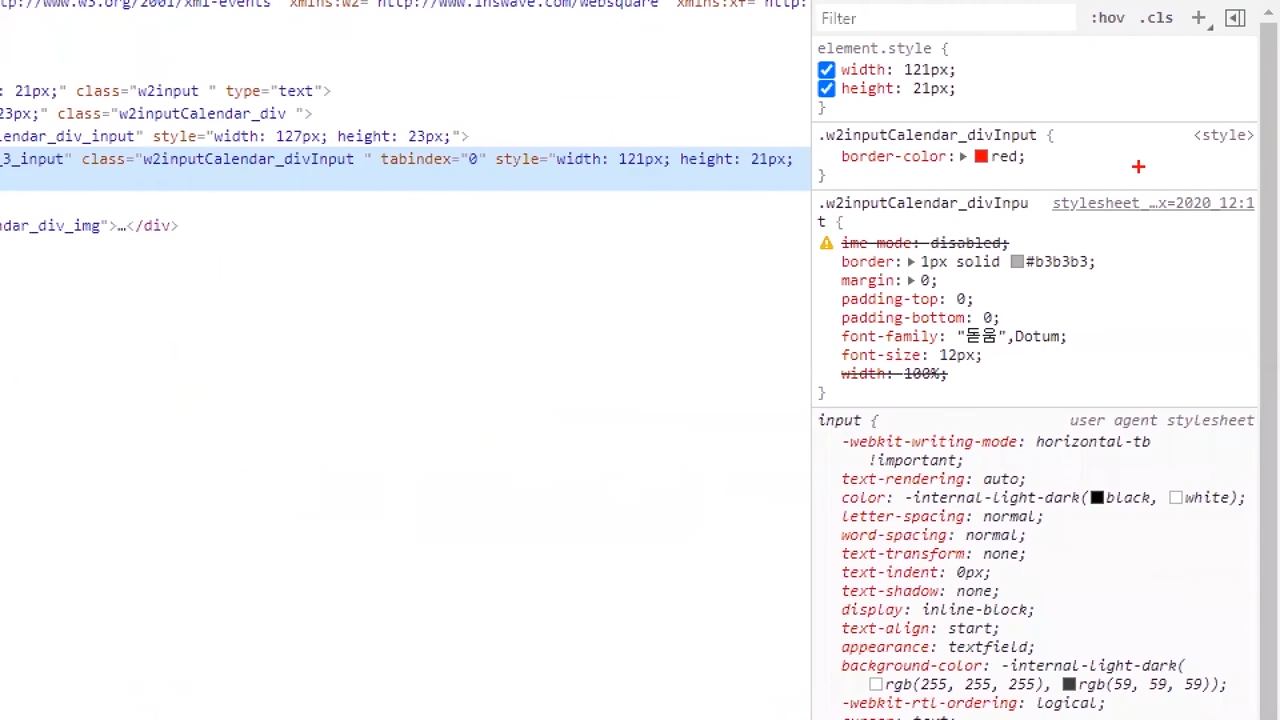 tp://www.w3.org/2001/xml-events" xmlns:w2="http://www.inswave.com/websquare" xmlns:xf="http:
: 21px;" class="w2input " type="text">
23px;" class="w2inputCalendar_div ">
lendar_div_input" style="width: 127px; height: 23px;">
_3_input" class="w2inputCalendar_divInput " tabindex="0" style="width: 121px; height: 21px;
ndar_div_img">…</div>
Filter :hov .cls
element.style {
width: 121px;
height: 21px;
}
.w2inputCalendar_divInput { <style>
border-color: red;
}
.w2inputCalendar_divInpu stylesheet_…x=2020_12:1
t {
ime-mode: disabled;
border: 1px solid #b3b3b3;
margin: 0;
padding-top: 0;
padding-bottom: 0;
font-family: "돋움",Dotum;
font-size: 12px;
width: 100%;
}
input { user agent stylesheet
-webkit-writing-mode: horizontal-tb
!important;
text-rendering: auto;
color: -internal-light-dark(black, white);
letter-spacing: normal;
word-spacing: normal;
text-transform: none;
text-indent: 0px;
text-shadow: none;
display: inline-block;
text-align: start;
appearance: textfield;
background-color: -internal-light-dark(
rgb(255, 255, 255), rgb(59, 59, 59));
-webkit-rtl-ordering: logical;
cursor: text;